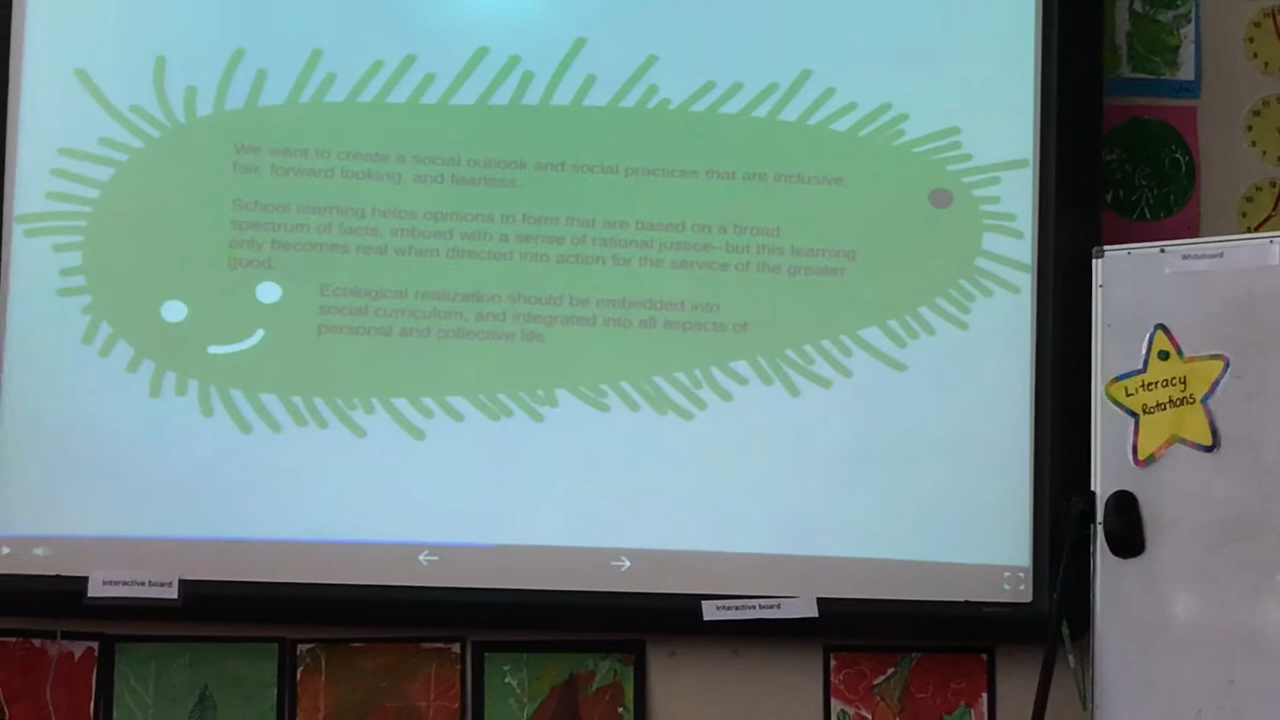 We want to create a social outlook and social practices that are inclusive,
fair, forward looking, and fearless.
School learning helps opinions to form that are based on a broad
spectrum of facts, imbued with a sense of rational justice--but this learning
only becomes real when directed into action for the service of the greater
good.
Ecological realization should be embedded into
social curriculum, and integrated into all aspects of
personal and collective life.
Interactive board
Interactive board
Whiteboard
Literacy
Rotations